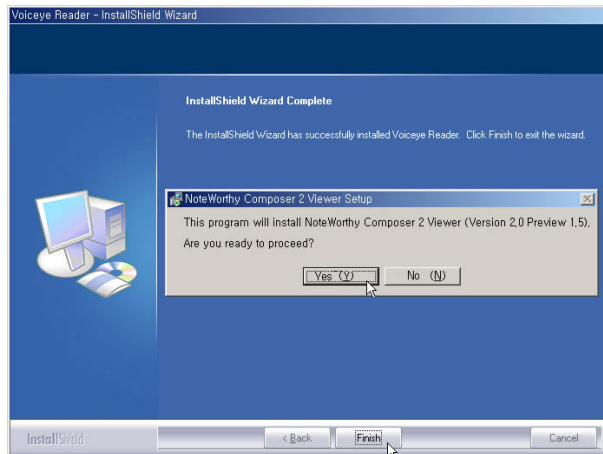 Voiceye Reader - InstallShield Wizard
InstallShield Wizard Complete
The InstallShield Wizard has successfully installed Voiceye Reader. Click Finish to exit the wizard.
NoteWorthy Composer 2 Viewer Setup
This program will install NoteWorthy Composer 2 Viewer (Version 2,0 Preview 1,5),
Are you ready to proceed?
Yes (Y) No (N)
InstallShield < Back Finish Cancel